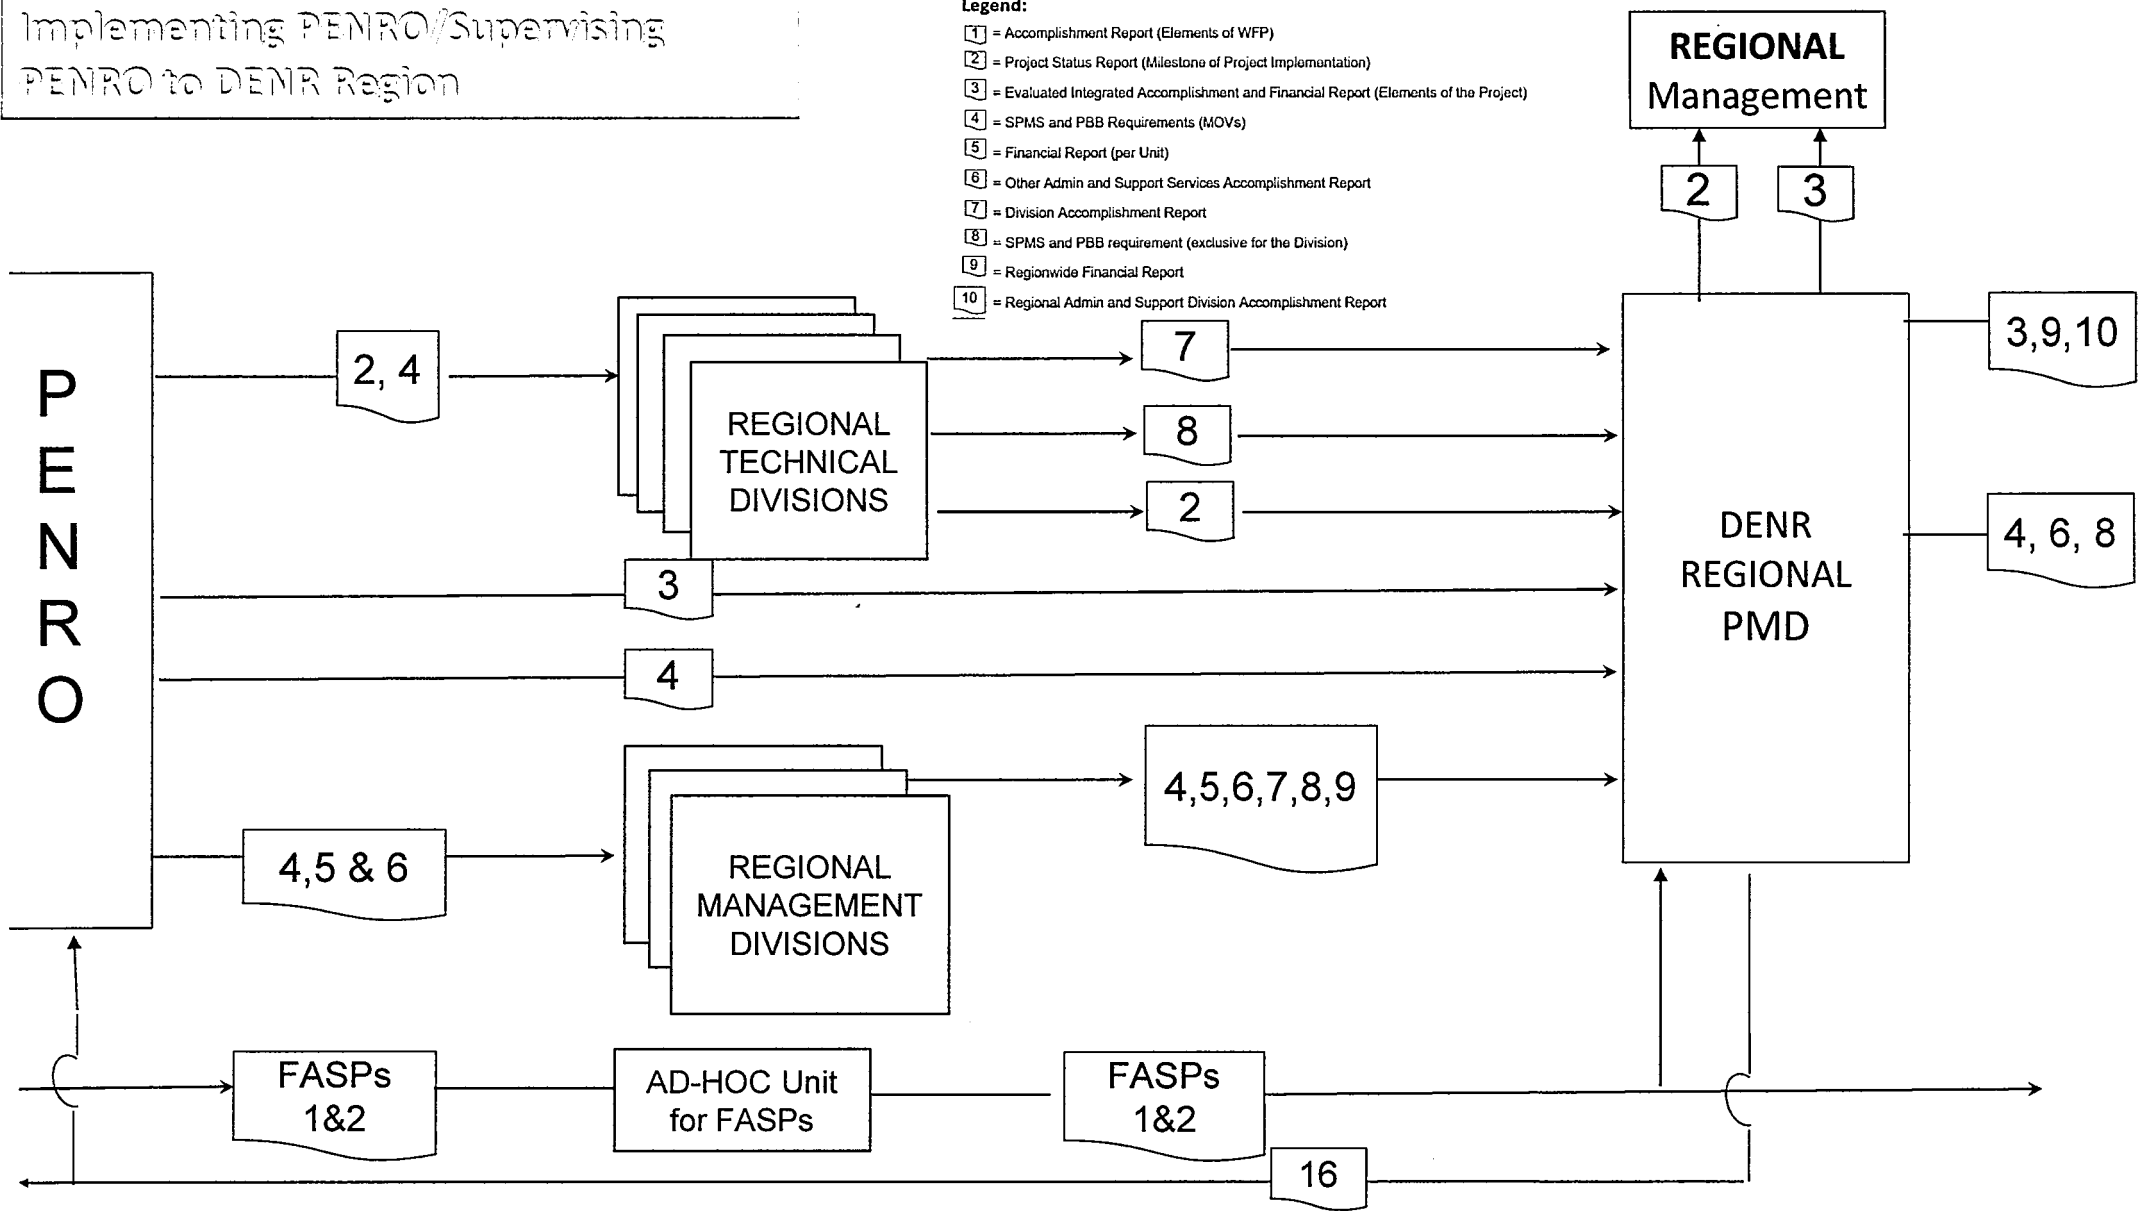 Implementing PENRO/Supervising
PENRO to DENR Region
Legend:
1 = Accomplishment Report (Elements of WFP)
2 = Project Status Report (Milestone of Project Implementation)
3 = Evaluated Integrated Accomplishment and Financial Report (Elements of the Project)
4 = SPMS and PBB Requirements (MOVs)
5 = Financial Report (per Unit)
6 = Other Admin and Support Services Accomplishment Report
7 = Division Accomplishment Report
8 = SPMS and PBB requirement (exclusive for the Division)
9 = Regionwide Financial Report
10 = Regional Admin and Support Division Accomplishment Report
REGIONAL
Management
2
3
P
E
N
R
O
2, 4
REGIONAL
TECHNICAL
DIVISIONS
7
8
2
3
4
4,5 & 6
REGIONAL
MANAGEMENT
DIVISIONS
4,5,6,7,8,9
DENR
REGIONAL
PMD
3,9,10
4, 6, 8
FASPs
1&2
AD-HOC Unit
for FASPs
FASPs
1&2
16